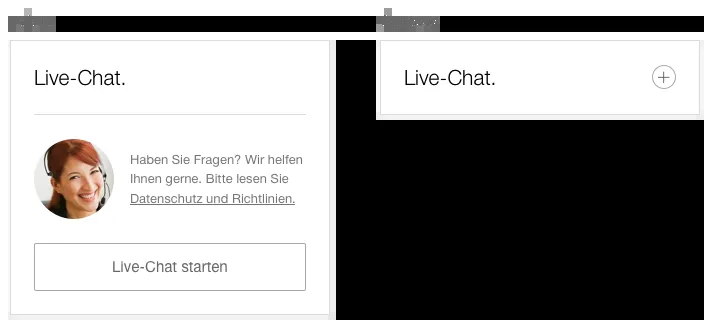 Live-Chat.
Haben Sie Fragen? Wir helfen
Ihnen gerne. Bitte lesen Sie
Datenschutz und Richtlinien.
Live-Chat starten
Live-Chat.